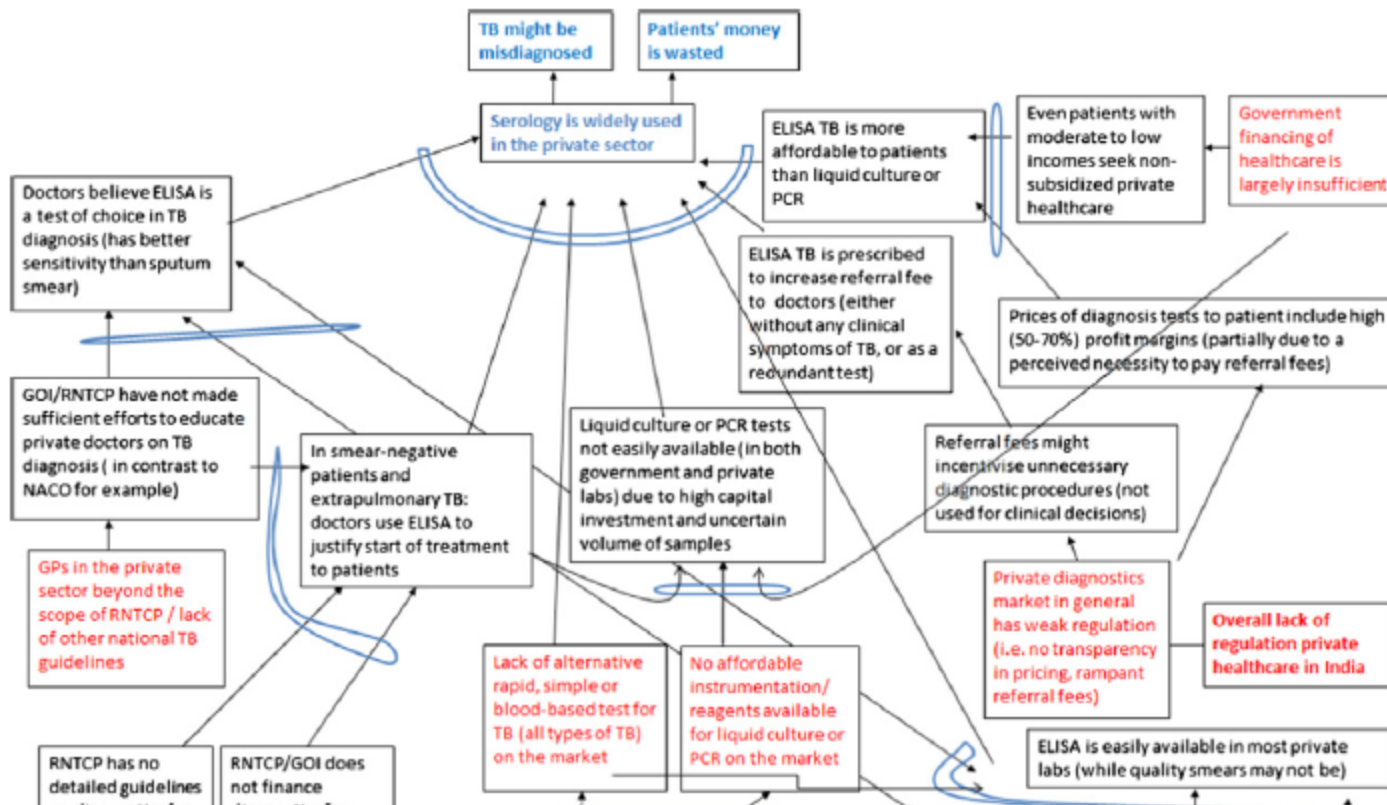 TB might be
misdiagnosed
Patients' money
is wasted
Serology is widely used
in the private sector
ELISA TB is more
affordable to patients
than liquid culture or
PCR
Even patients with
moderate to low
incomes seek non-
subsidized private
healthcare
Government
financing of
healthcare is
largely insufficient
Doctors believe ELISA is
a test of choice in TB
diagnosis (has better
sensitivity than sputum
smear)
ELISA TB is prescribed
to increase referral fee
to doctors (either
without any clinical
symptoms of TB, or as a
redundant test)
Prices of diagnosis tests to patient include high
(50-70%) profit margins (partially due to a
perceived necessity to pay referral fees)
GOI/RNTCP have not made
sufficient efforts to educate
private doctors on TB
diagnosis ( in contrast to
NACO for example)
In smear-negative
patients and
extrapulmonary TB:
doctors use ELISA to
justify start of treatment
to patients
Liquid culture or PCR tests
not easily available (in both
government and private
labs) due to high capital
investment and uncertain
volume of samples
Referral fees might
incentivise unnecessary
diagnostic procedures (not
used for clinical decisions)
GPs in the private
sector beyond the
scope of RNTCP / lack
of other national TB
guidelines
Lack of alternative
rapid, simple or
blood-based test for
TB (all types of TB)
on the market
No affordable
instrumentation/
reagents available
for liquid culture or
PCR on the market
Private diagnostics
market in general
has weak regulation
(i.e. no transparency
in pricing, rampant
referral fees)
Overall lack of
regulation private
healthcare in India
RNTCP has no
detailed guidelines
RNTCP/GOI does
not finance
ELISA is easily available in most private
labs (while quality smears may not be)